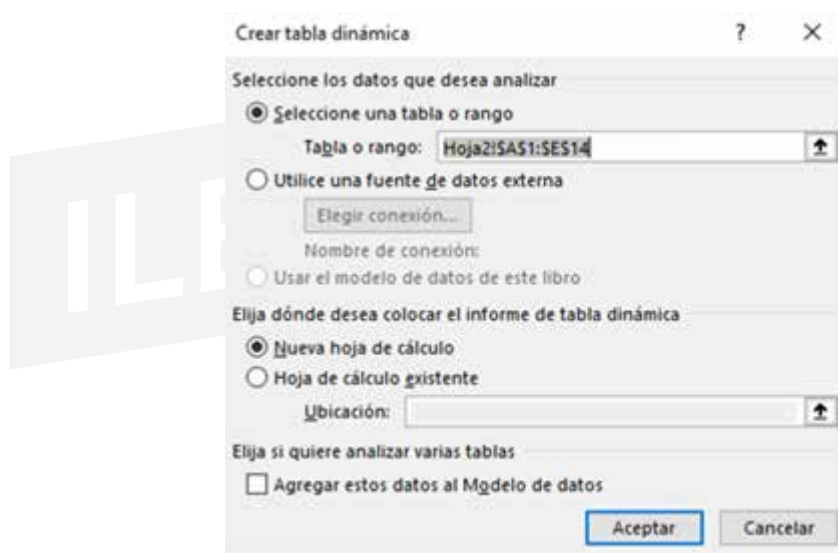 Crear tabla dinámica ?
Seleccione los datos que desea analizar
Seleccione una tabla o rango
Tabla o rango: Hoja2!$A$1:$E$14
Utilice una fuente de datos externa
Elegir conexión...
Nombre de conexión:
Usar el modelo de datos de este libro
Elija dónde desea colocar el informe de tabla dinámica
Nueva hoja de cálculo
Hoja de cálculo existente
Ubicación:
Elija si quiere analizar varias tablas
Agregar estos datos al Modelo de datos
Aceptar Cancelar